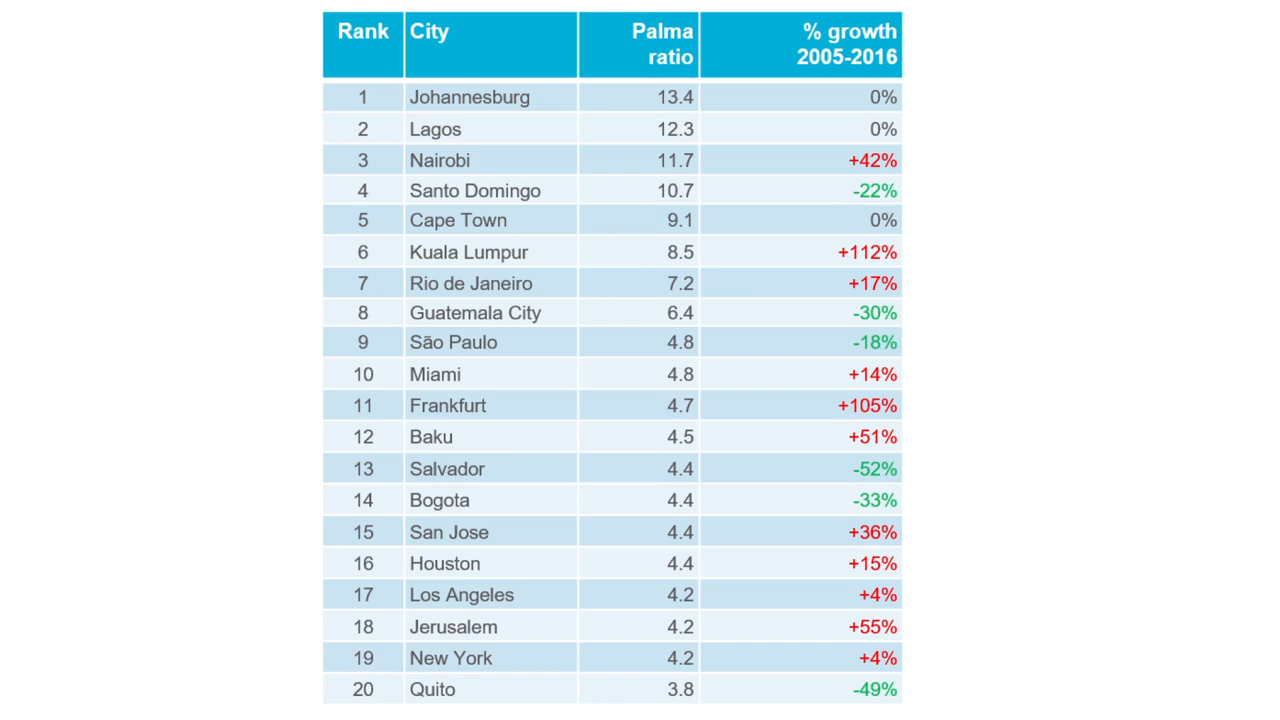 Rank City Palma ratio % growth 2005-2016
1 Johannesburg 13.4 0%
2 Lagos 12.3 0%
3 Nairobi 11.7 +42%
4 Santo Domingo 10.7 -22%
5 Cape Town 9.1 0%
6 Kuala Lumpur 8.5 +112%
7 Rio de Janeiro 7.2 +17%
8 Guatemala City 6.4 -30%
9 São Paulo 4.8 -18%
10 Miami 4.8 +14%
11 Frankfurt 4.7 +105%
12 Baku 4.5 +51%
13 Salvador 4.4 -52%
14 Bogota 4.4 -33%
15 San Jose 4.4 +36%
16 Houston 4.4 +15%
17 Los Angeles 4.2 +4%
18 Jerusalem 4.2 +55%
19 New York 4.2 +4%
20 Quito 3.8 -49%